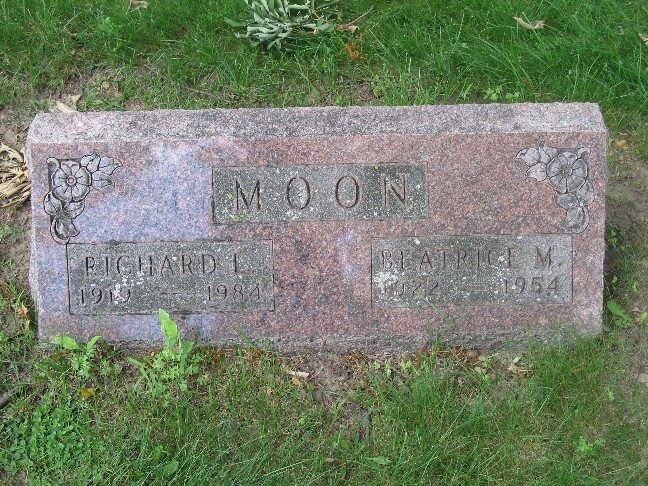 MOON
RICHARD L.
1919 -- 1984
BEATRICE M.
1922 -- 1954